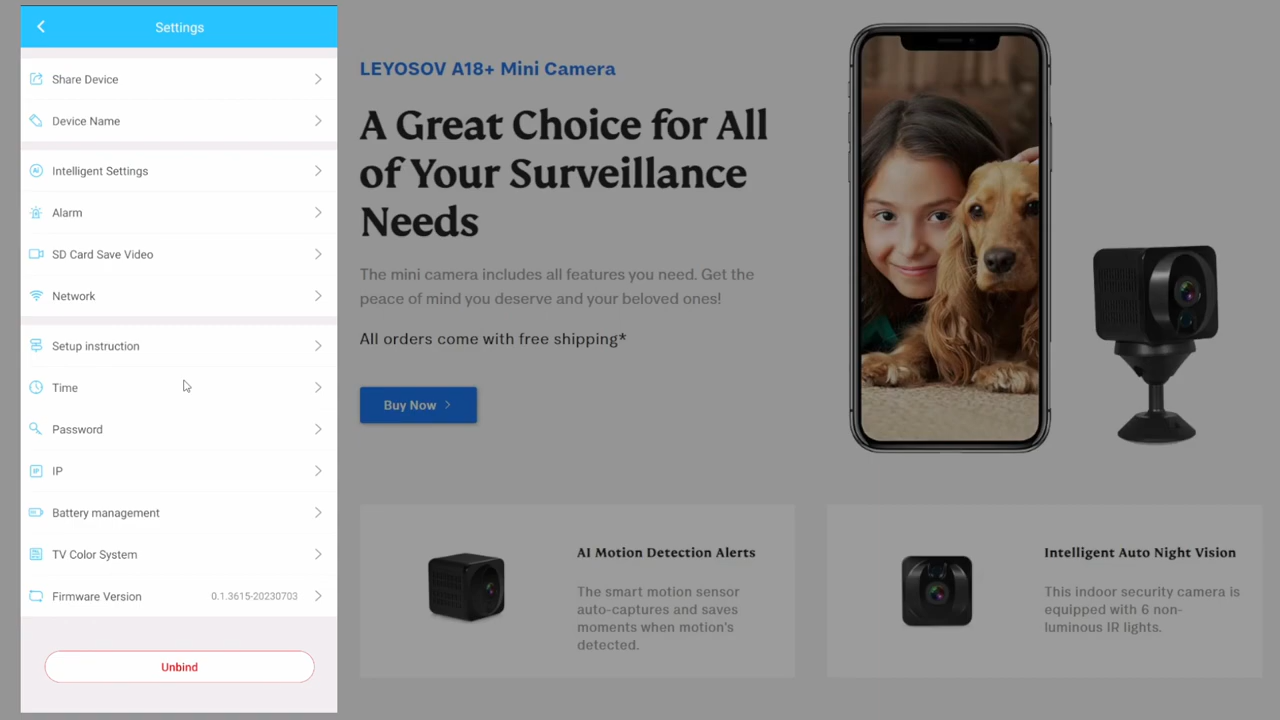 Settings
Share Device
Device Name
Intelligent Settings
Alarm
SD Card Save Video
Network
Setup instruction
Time
Password
IP
Battery management
TV Color System
Firmware Version 0.1.3615-20230703
Unbind
LEYOSOV A18+ Mini Camera
A Great Choice for All
of Your Surveillance
Needs
The mini camera includes all features you need. Get the
peace of mind you deserve and your beloved ones!
All orders come with free shipping*
Buy Now
AI Motion Detection Alerts
The smart motion sensor
auto-captures and saves
moments when motion's
detected.
Intelligent Auto Night Vision
This indoor security camera is
equipped with 6 non-
luminous IR lights.